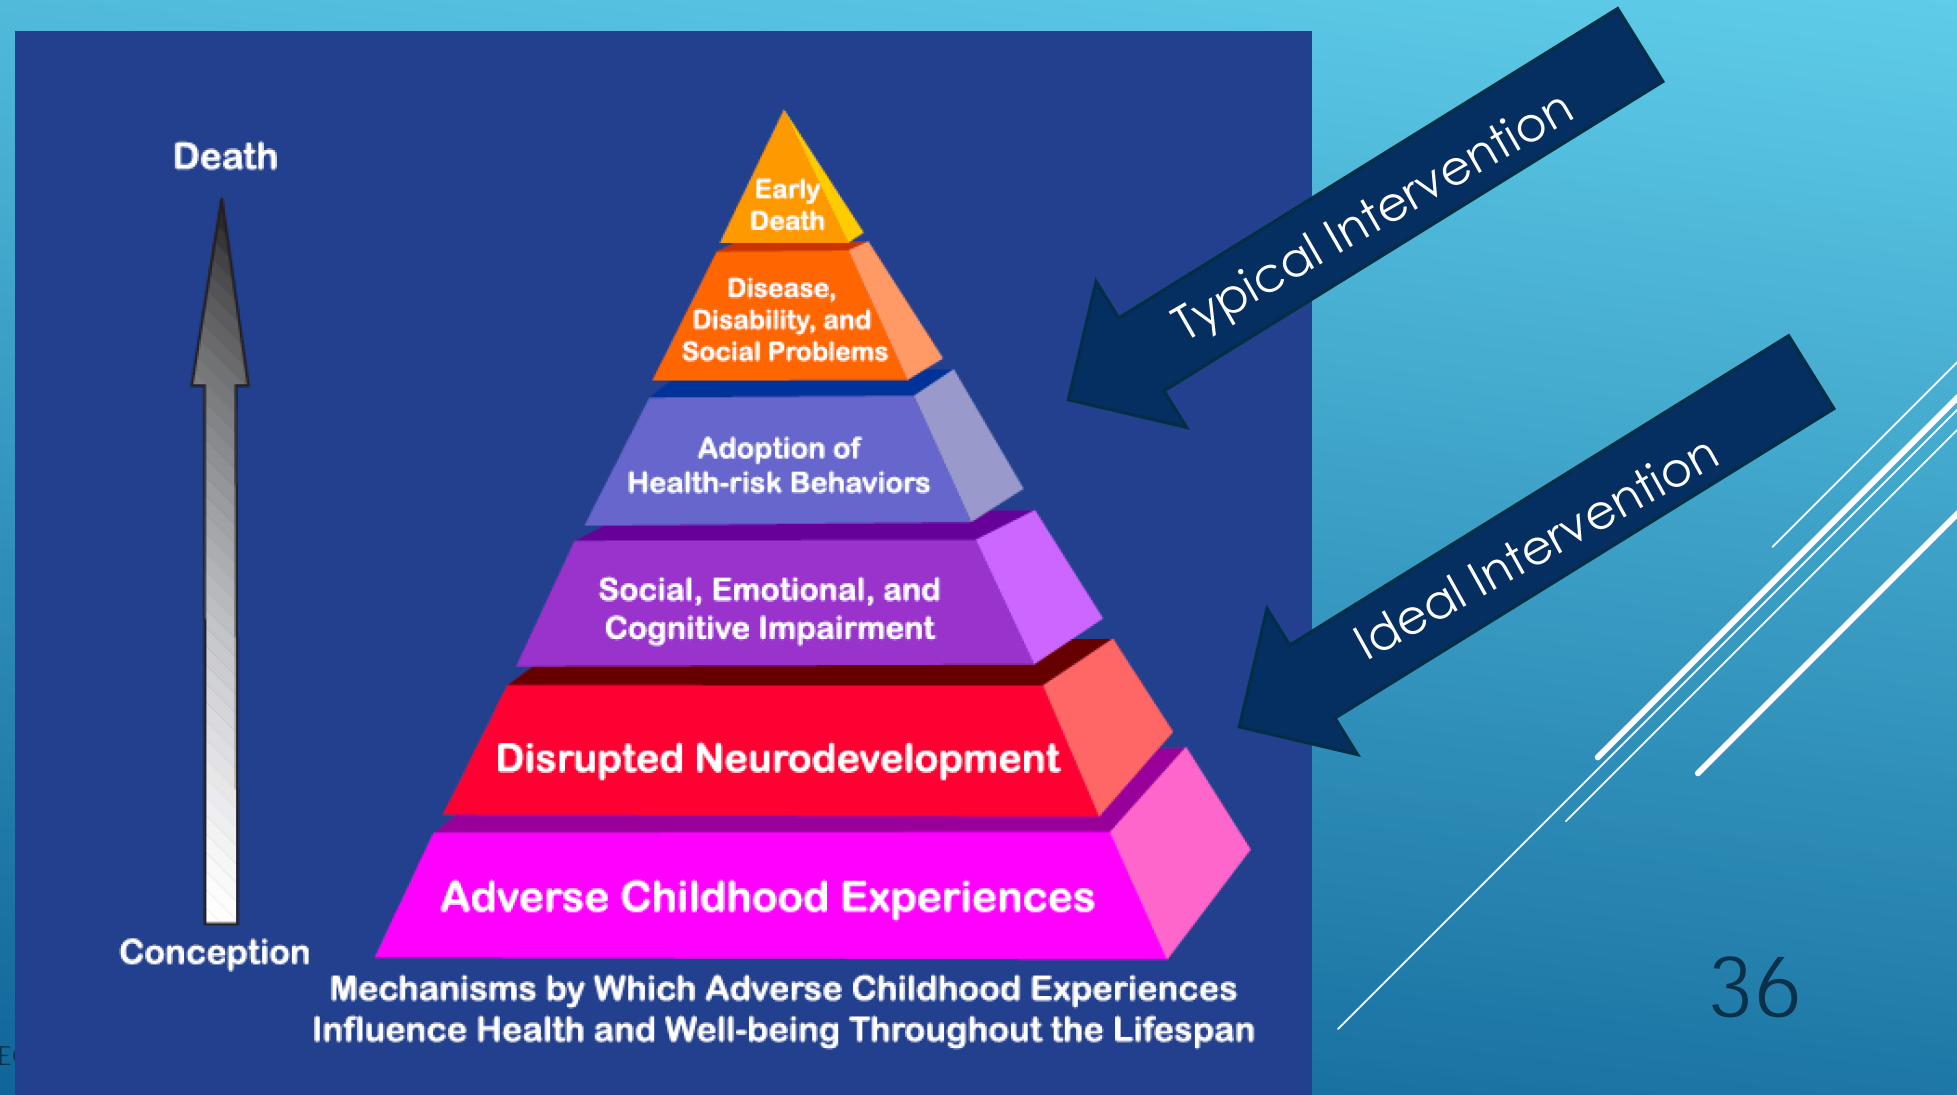 Death
Early
Death
Disease,
Disability, and
Social Problems
Adoption of
Health-risk Behaviors
Social, Emotional, and
Cognitive Impairment
Disrupted Neurodevelopment
Adverse Childhood Experiences
Conception
Mechanisms by Which Adverse Childhood Experiences
Influence Health and Well-being Throughout the Lifespan
Typical Intervention
Ideal Intervention
36